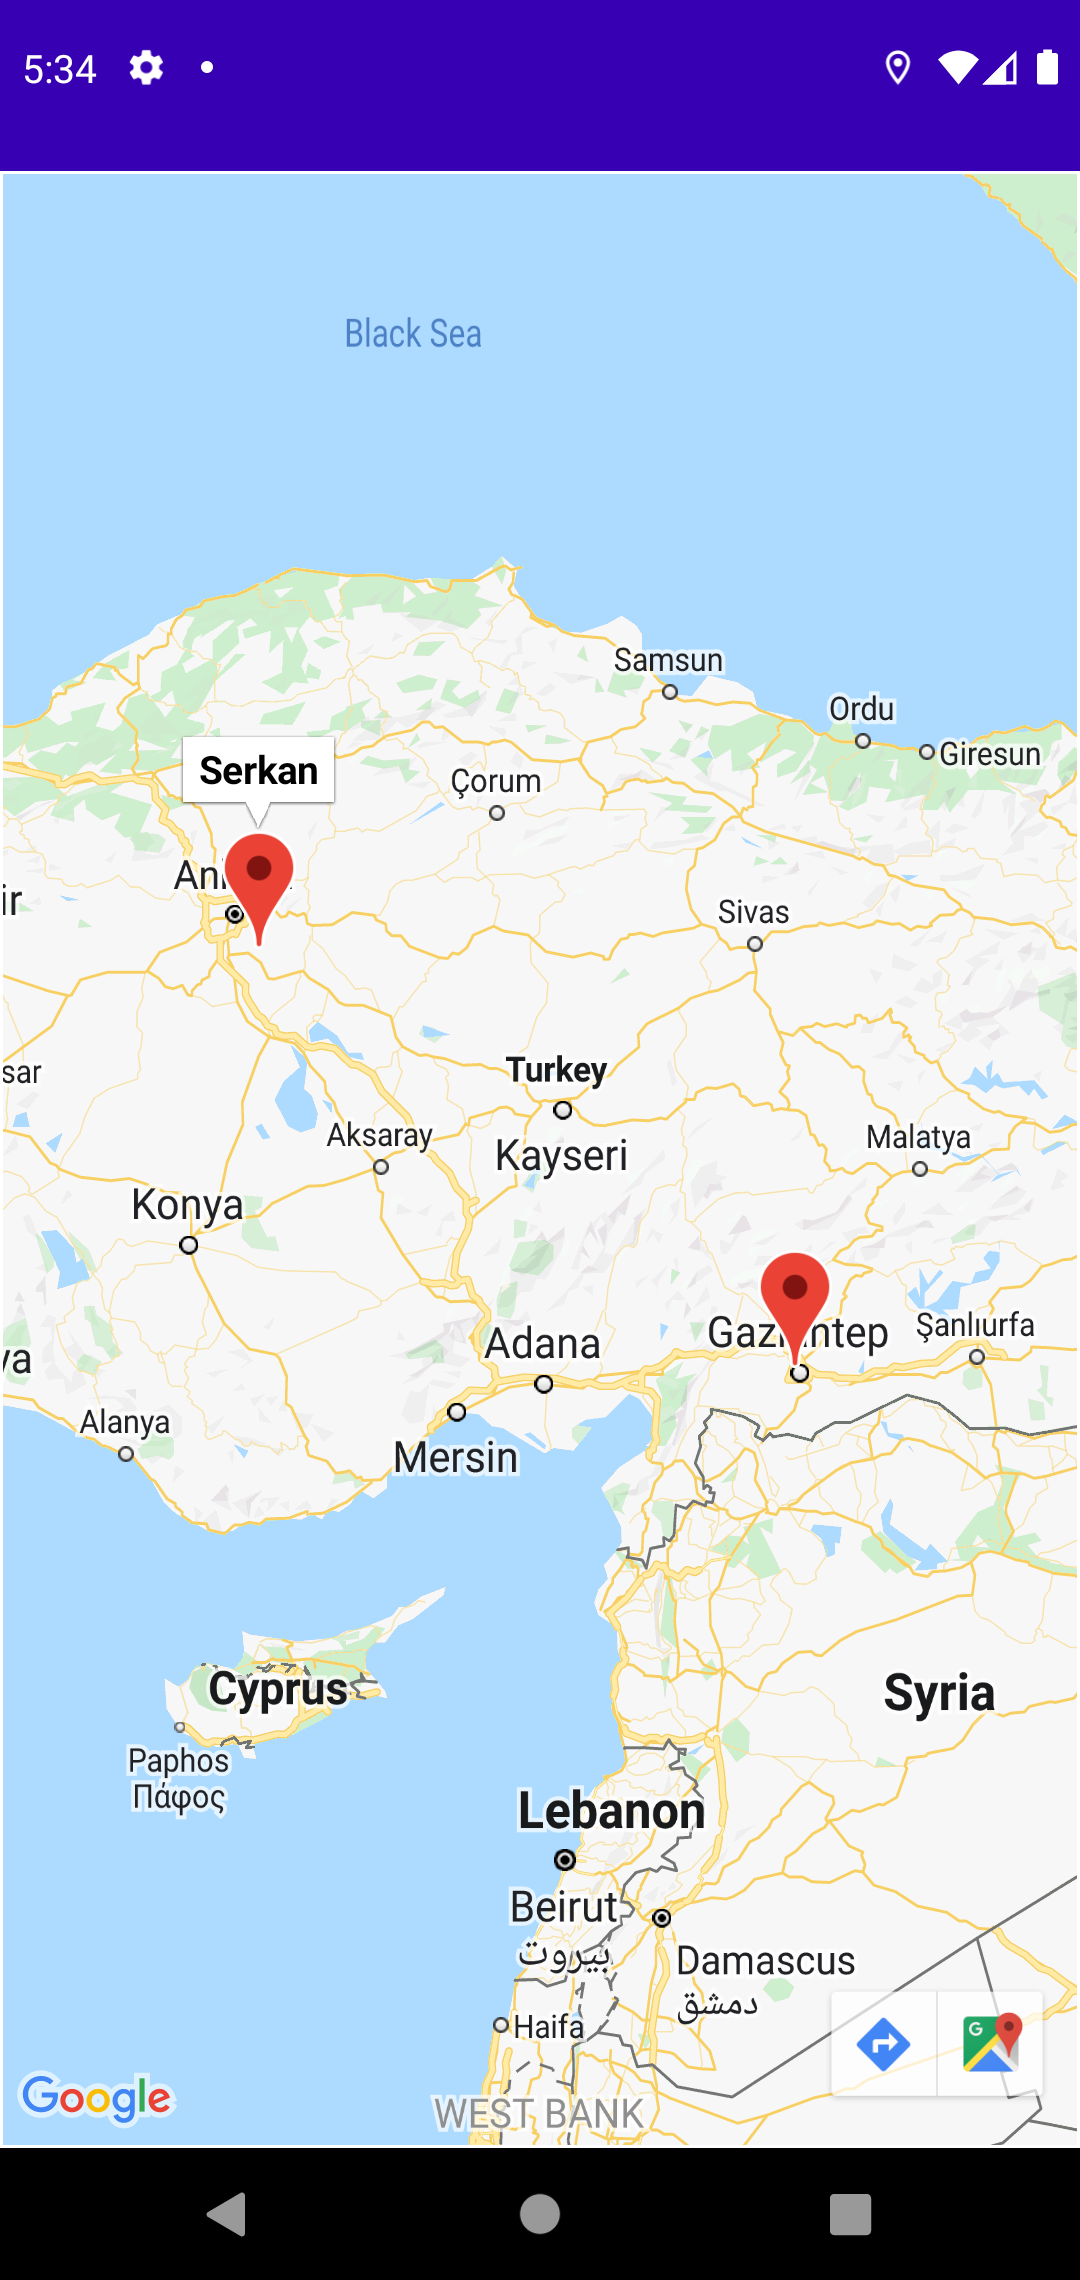 5:34
Black Sea
Samsun
Ordu
Giresun
Serkan
Çorum
An
ir
Sivas
Turkey
sar
Aksaray
Malatya
Kayseri
Konya
Şanlıurfa
Gaz ntep
Adana
ya
Alanya
Mersin
Cyprus
Syria
Paphos
Πάφος
Lebanon
Beirut
بيروت
Damascus
دمشق
Haifa
G
Google
WEST BANK